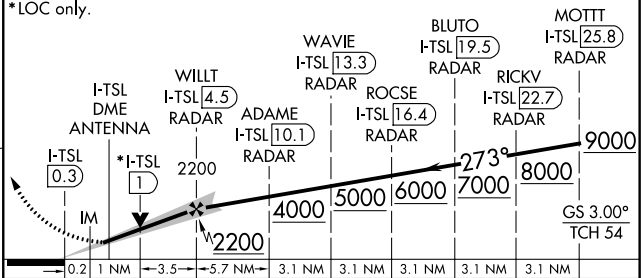 *LOC only.
MOTTT
I-TSL 25.8
RADAR
BLUTO
I-TSL 19.5
RADAR
WAVIE
I-TSL 13.3
RADAR
WILLT
I-TSL 4.5
RADAR
ROCSE
I-TSL 16.4
RADAR
RICKV
I-TSL 22.7
RADAR
I-TSL
DME
ANTENNA
ADAME
I-TSL 10.1
RADAR
I-TSL
0.3
*I-TSL
1
2200
273°
9000
8000
7000
6000
5000
4000
2200
IM
GS 3.00°
TCH 54
0.2 1 NM 3.5 5.7 NM 3.1 NM 3.1 NM 3.1 NM 3.1 NM 3.1 NM